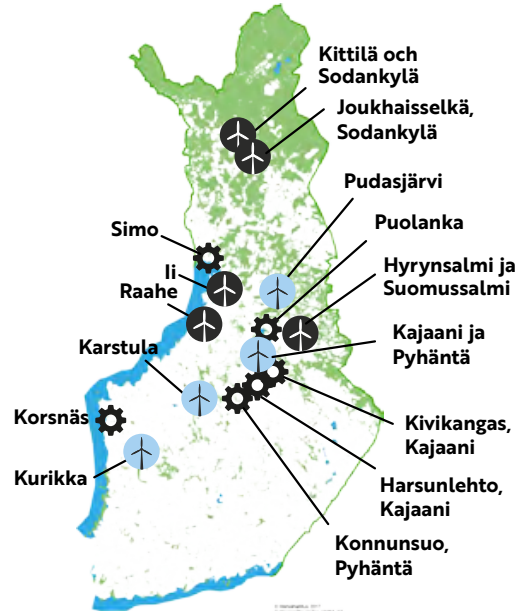 Kittilä och
Sodankylä
Joukhaisselkä,
Sodankylä
Pudasjärvi
Simo
Puolanka
Ii
Raahe
Hyrynsalmi ja
Suomussalmi
Karstula
Kajaani ja
Pyhäntä
Korsnäs
Kivikangas,
Kajaani
Kurikka
Harsunlehto,
Kajaani
Konnunsuo,
Pyhäntä